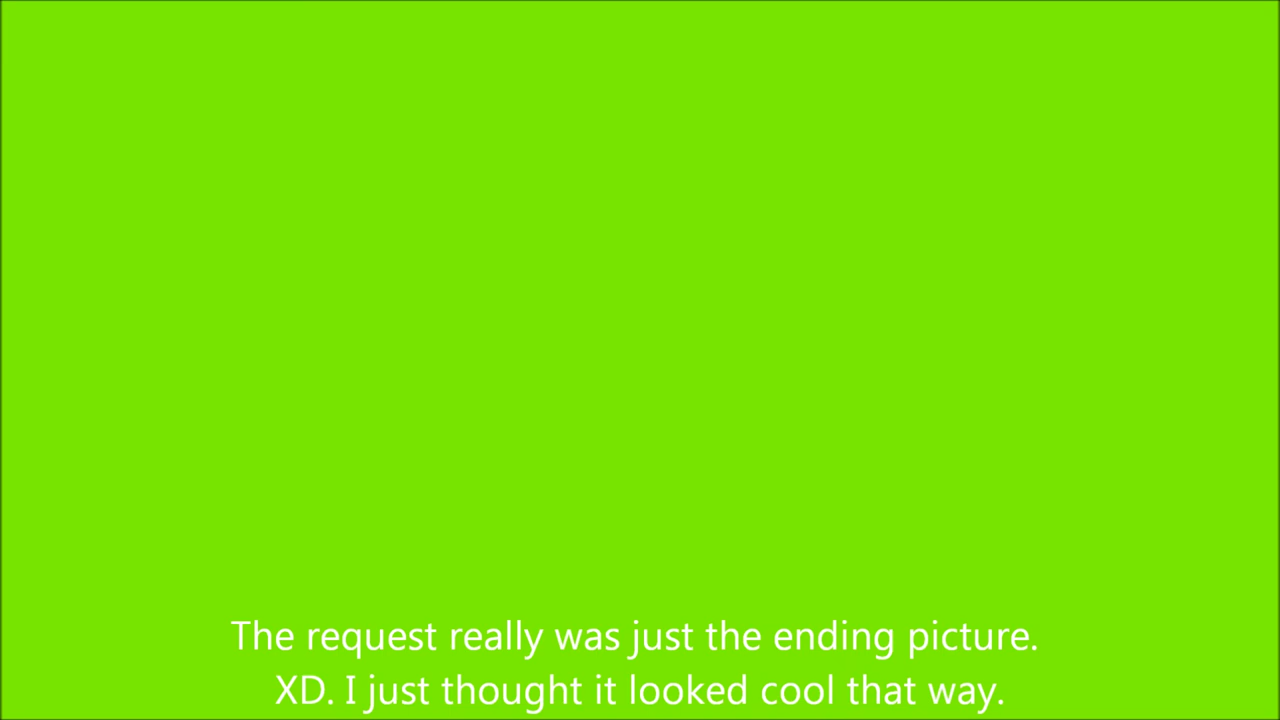 The request really was just the ending picture.
XD. I just thought it looked cool that way.